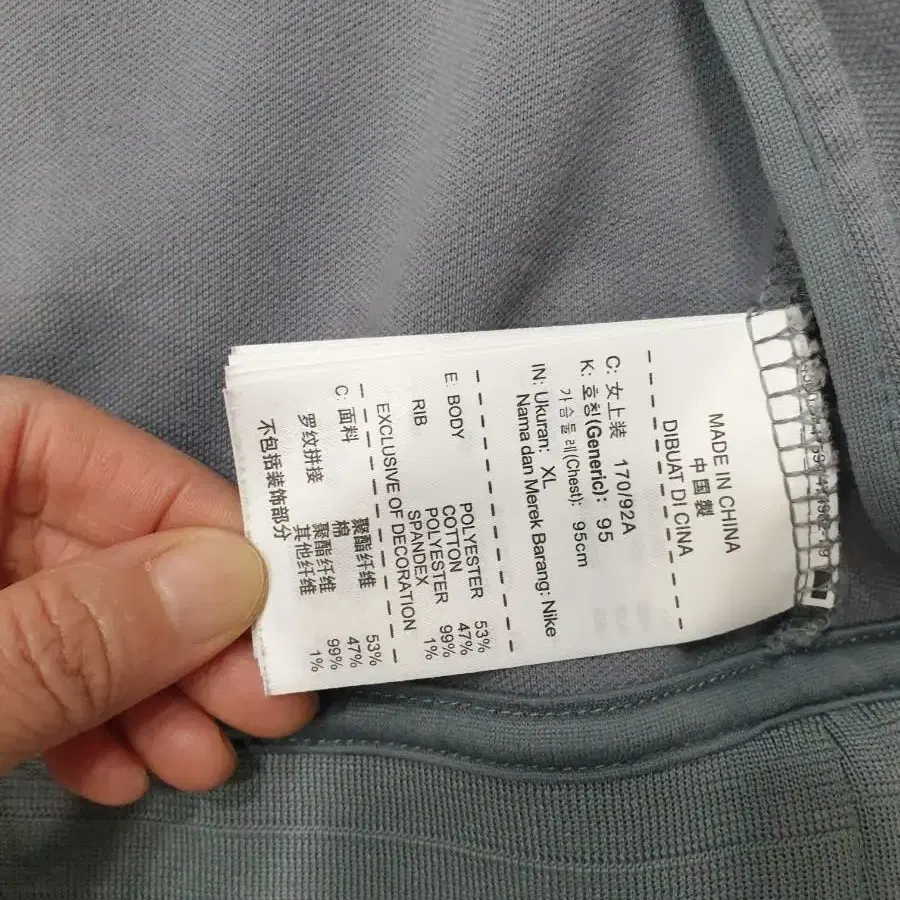 MADE IN CHINA
中国製
DIBUAT DI CINA
C: 女上装 170/92A
K: 호칭(Generic): 95
가슴둘레(Chest): 95cm
IN: Ukuran: XL
Nama dan Merek Barang: Nike
E: BODY POLYESTER 53%
COTTON 47%
RIB POLYESTER 99%
SPANDEX 1%
EXCLUSIVE OF DECORATION
C: 面料 聚酯纤维 53%
棉 47%
罗纹拼接 聚酯纤维 99%
其他纤维 1%
不包括装饰部分